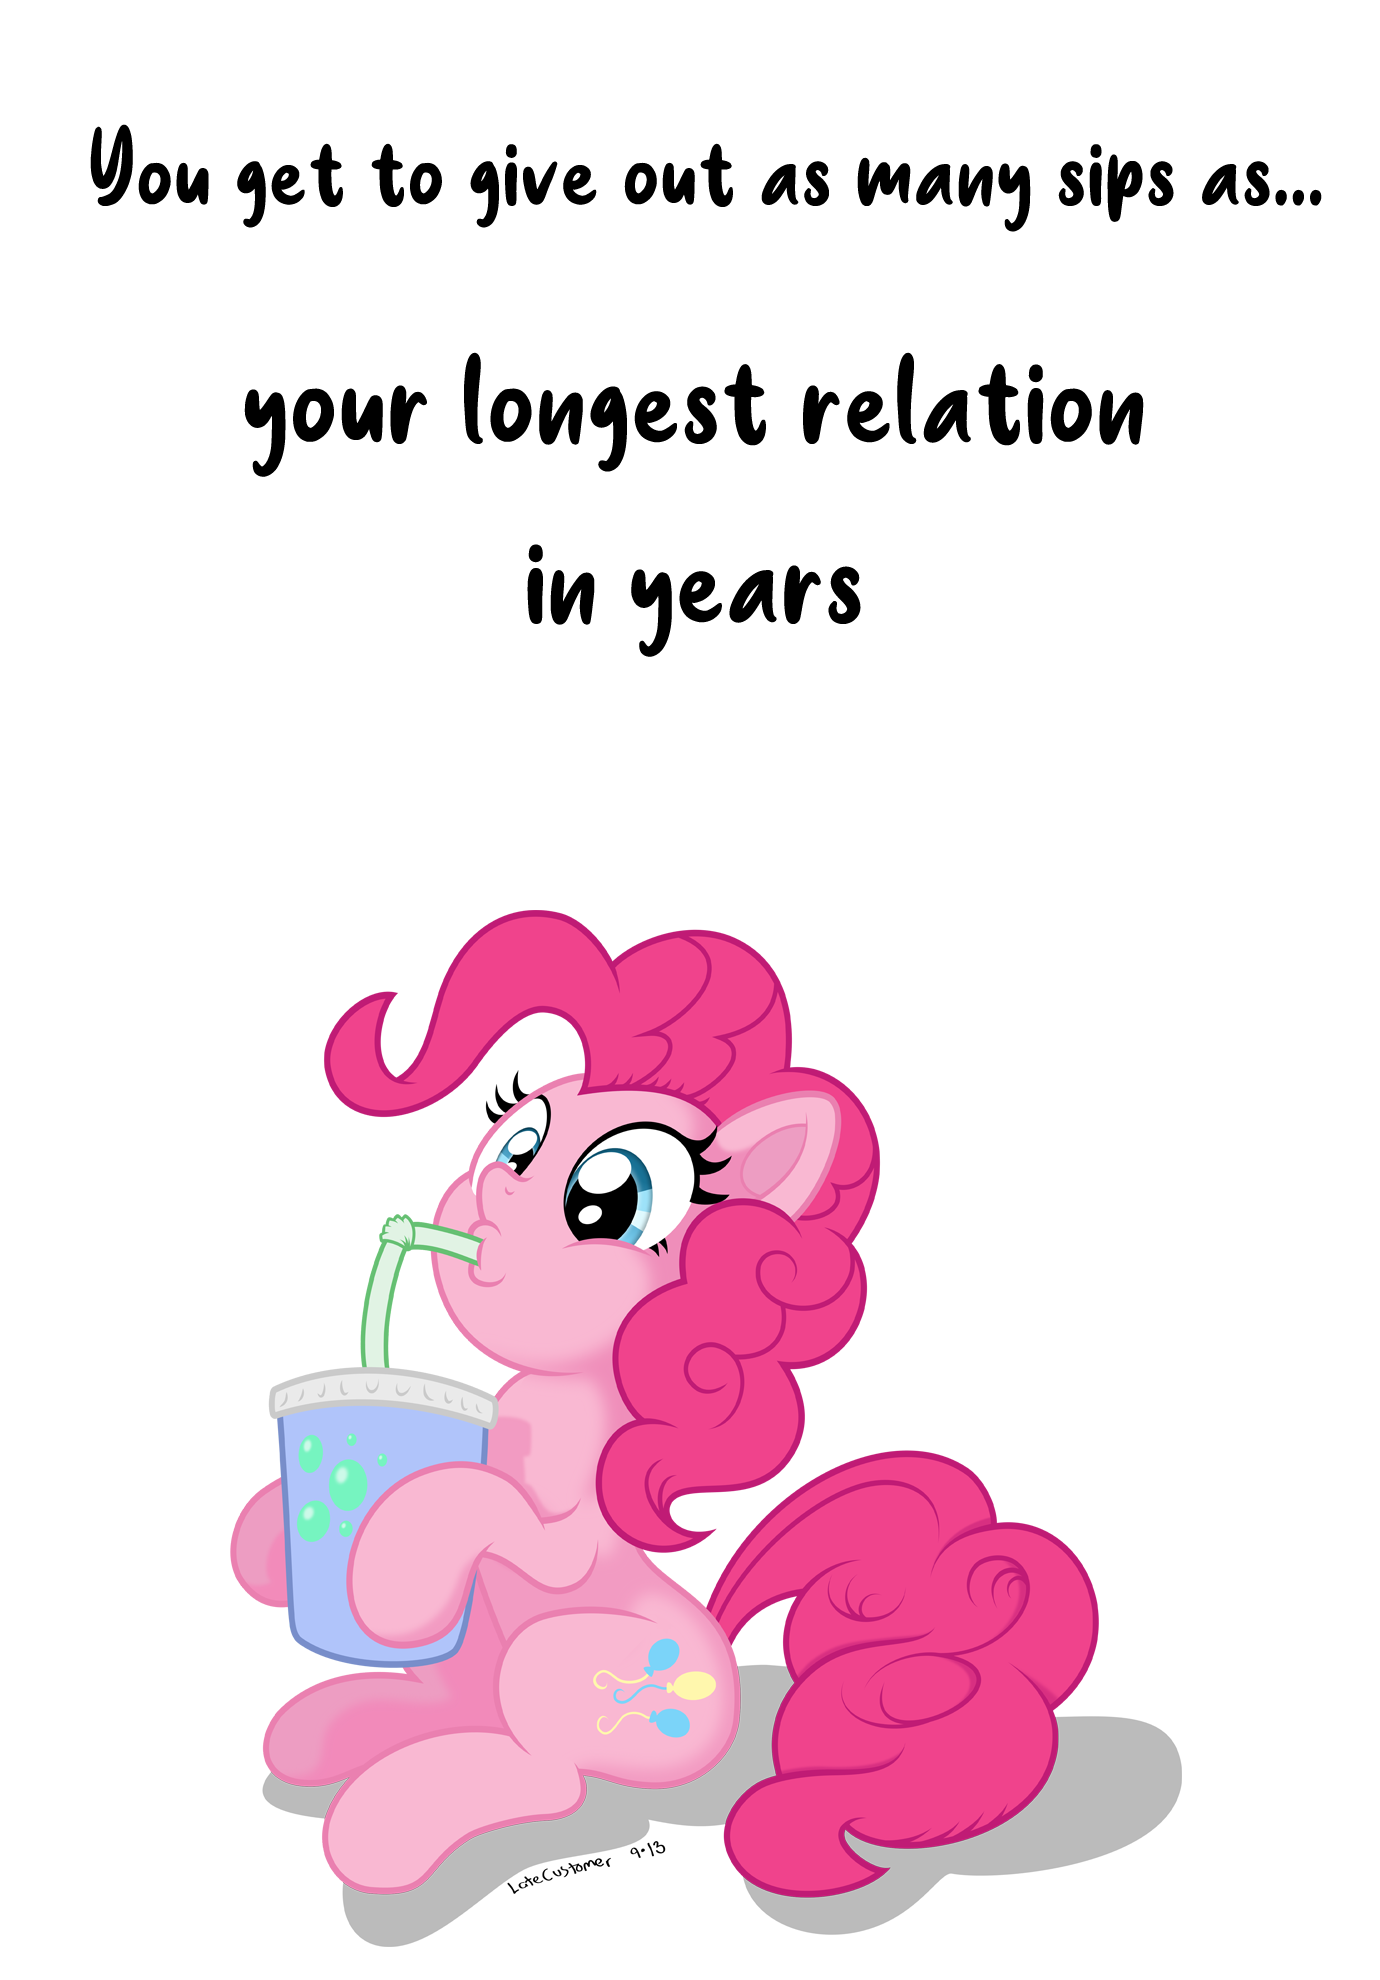 You get to give out as many sips as...
your longest relation
in years
LateCustomer 9•13